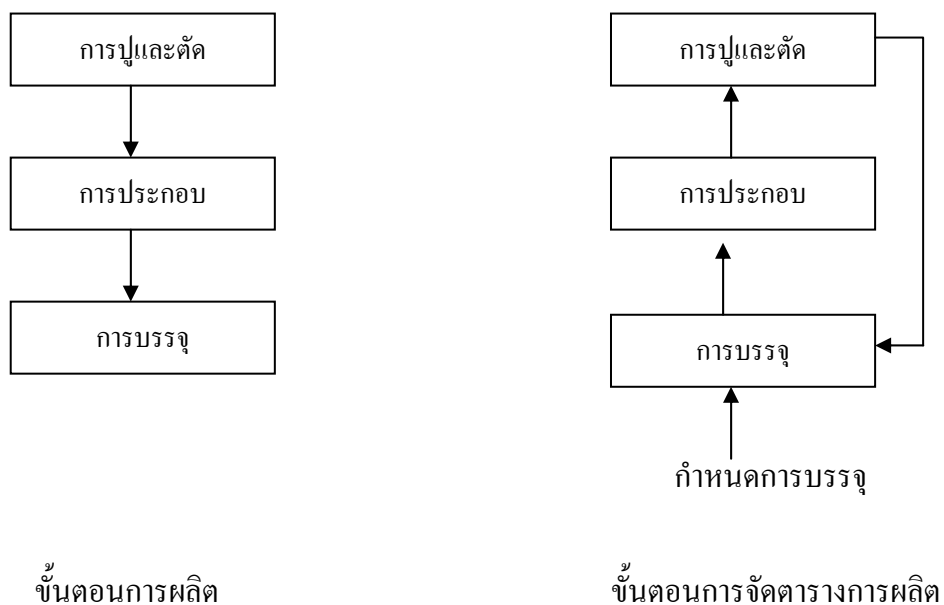 การปูและตัด
การประกอบ
การบรรจุ
ขั้นตอนการผลิต
การปูและตัด
การประกอบ
การบรรจุ
กำหนดการบรรจุ
ขั้นตอนการจัดตารางการผลิต